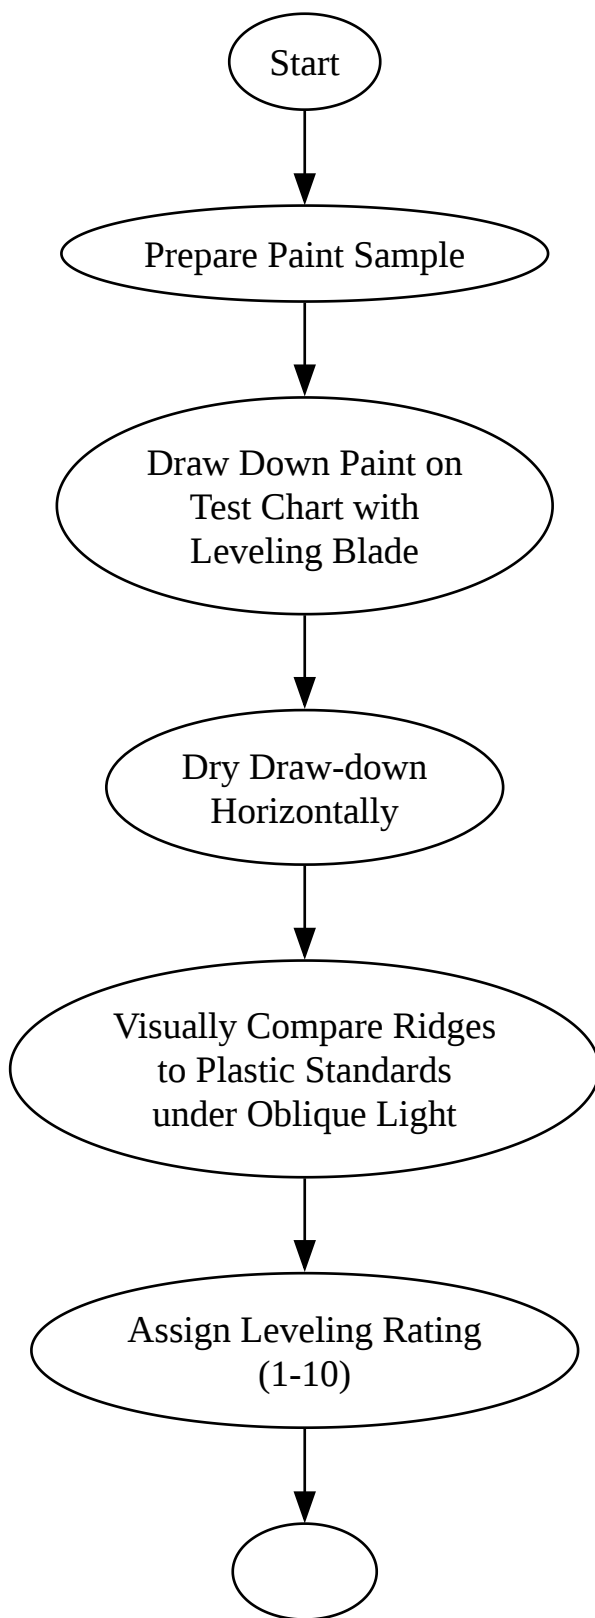 Start
Prepare Paint Sample
Draw Down Paint on
Test Chart with
Leveling Blade
Dry Draw-down
Horizontally
Visually Compare Ridges
to Plastic Standards
under Oblique Light
Assign Leveling Rating
(1-10)